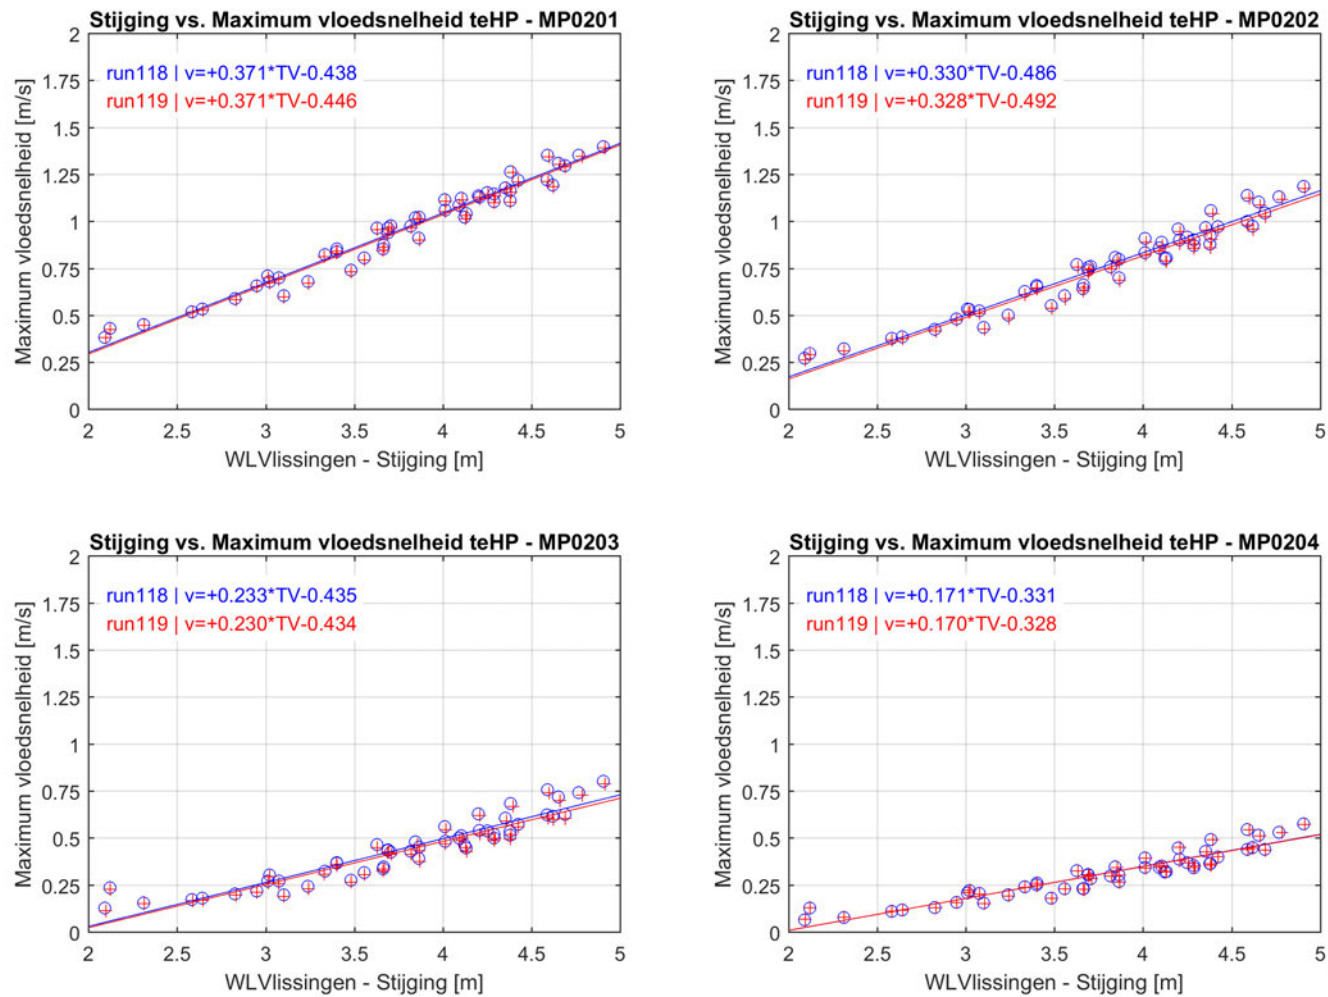 Stijging vs. Maximum vloedsnelheid teHP - MP0201
2
1.75
1.5
1.25
1
0.75
0.5
0.25
0
Maximum vloedsnelheid [m/s]
run118 | v=+0.371*TV-0.438
run119 | v=+0.371*TV-0.446
2 2.5 3 3.5 4 4.5 5
WLVlissingen - Stijging [m]
Stijging vs. Maximum vloedsnelheid teHP - MP0202
2
1.75
1.5
1.25
1
0.75
0.5
0.25
0
Maximum vloedsnelheid [m/s]
run118 | v=+0.330*TV-0.486
run119 | v=+0.328*TV-0.492
2 2.5 3 3.5 4 4.5 5
WLVlissingen - Stijging [m]
Stijging vs. Maximum vloedsnelheid teHP - MP0203
2
1.75
1.5
1.25
1
0.75
0.5
0.25
0
Maximum vloedsnelheid [m/s]
run118 | v=+0.233*TV-0.435
run119 | v=+0.230*TV-0.434
2 2.5 3 3.5 4 4.5 5
WLVlissingen - Stijging [m]
Stijging vs. Maximum vloedsnelheid teHP - MP0204
2
1.75
1.5
1.25
1
0.75
0.5
0.25
0
Maximum vloedsnelheid [m/s]
run118 | v=+0.171*TV-0.331
run119 | v=+0.170*TV-0.328
2 2.5 3 3.5 4 4.5 5
WLVlissingen - Stijging [m]